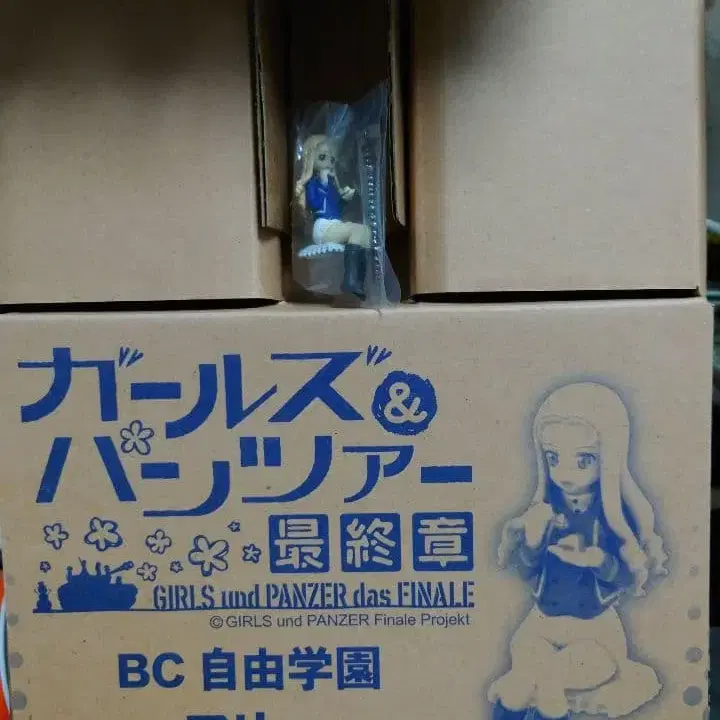 ガールズ&
パンツァー
最終章
GIRLS und PANZER das FINALE
©GIRLS und PANZER Finale Projekt
BC 自由学園